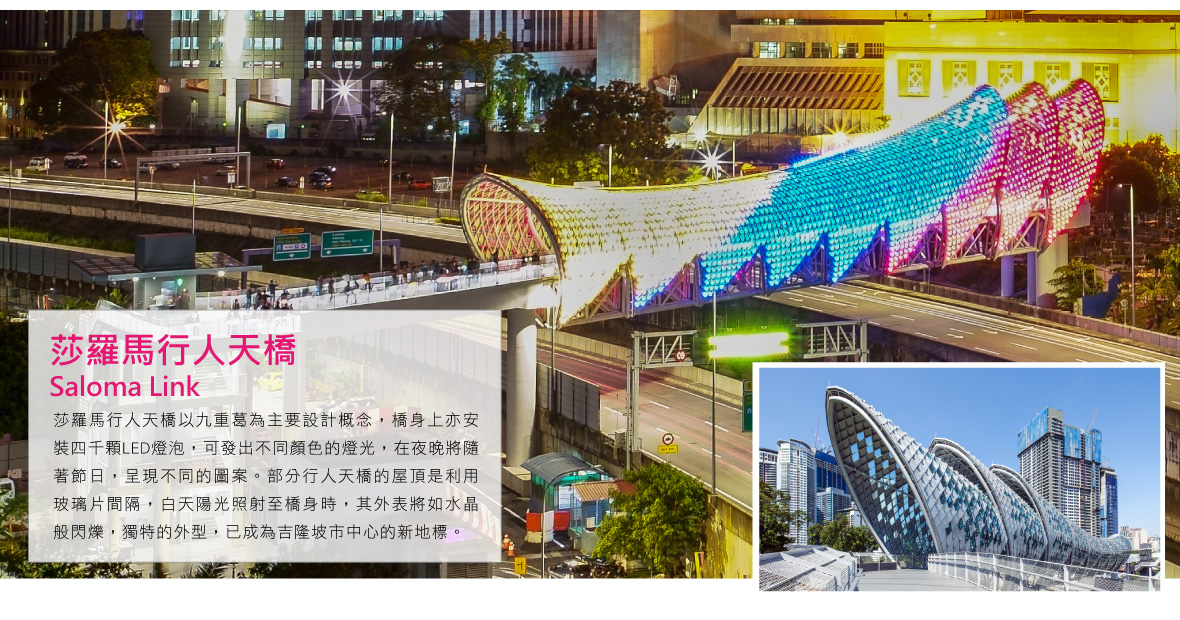 莎羅馬行人天橋
Saloma Link
莎羅馬行人天橋以九重葛為主要設計概念，橋身上亦安
裝四千顆LED燈泡，可發出不同顏色的燈光，在夜晚將隨
著節日，呈現不同的圖案。部分行人天橋的屋頂是利用
玻璃片間隔，白天陽光照射至橋身時，其外表將如水晶
般閃爍，獨特的外型，已成為吉隆坡市中心的新地標。